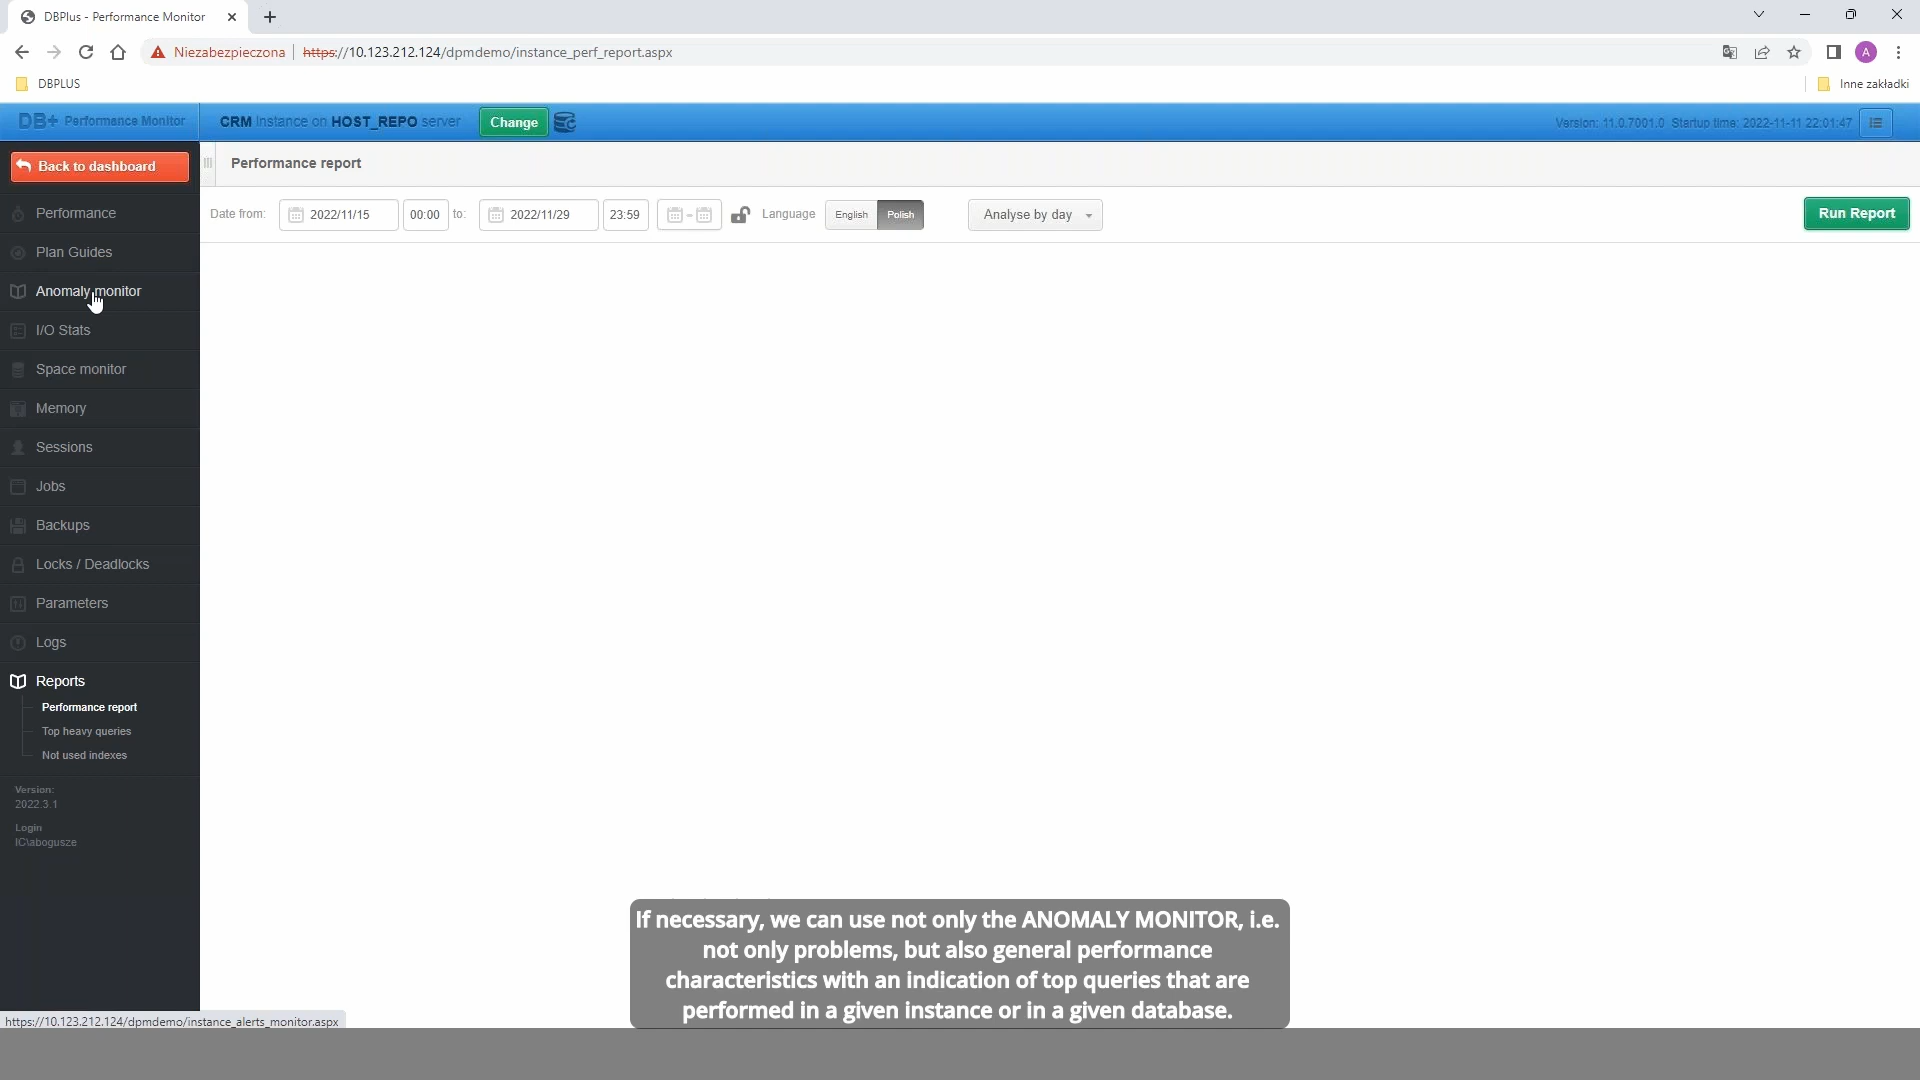 DBPlus - Performance Monitor
Niezabezpieczona
https://10.123.212.124/dpmdemo/instance_perf_report.aspx
A
DBPLUS
Inne zakładki
DB+ Performance Monitor
CRM Instance on HOST_REPO server
Change
Version: 11.0.7001.0 Startup time: 2022-11-11 22:01:47
Back to dashboard
Performance report
Performance
Date from:
2022/11/15
00:00
to:
2022/11/29
23:59
Language
English
Polish
Analyse by day
Run Report
Plan Guides
Anomaly monitor
I/O Stats
Space monitor
Memory
Sessions
Jobs
Backups
Locks / Deadlocks
Parameters
Logs
Reports
Performance report
Top heavy queries
Not used indexes
Version:
2022.3.1
Login
IC\abogusze
If necessary, we can use not only the ANOMALY MONITOR, i.e.
not only problems, but also general performance
characteristics with an indication of top queries that are
performed in a given instance or in a given database.
https://10.123.212.124/dpmdemo/instance_alerts_monitor.aspx